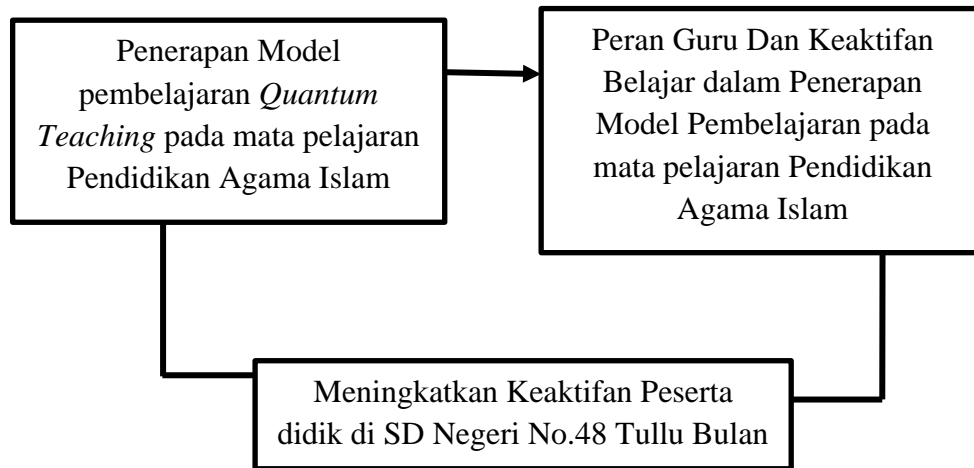 Penerapan Model
pembelajaran Quantum
Teaching pada mata pelajaran
Pendidikan Agama Islam
Peran Guru Dan Keaktifan
Belajar dalam Penerapan
Model Pembelajaran pada
mata pelajaran Pendidikan
Agama Islam
Meningkatkan Keaktifan Peserta
didik di SD Negeri No.48 Tullu Bulan